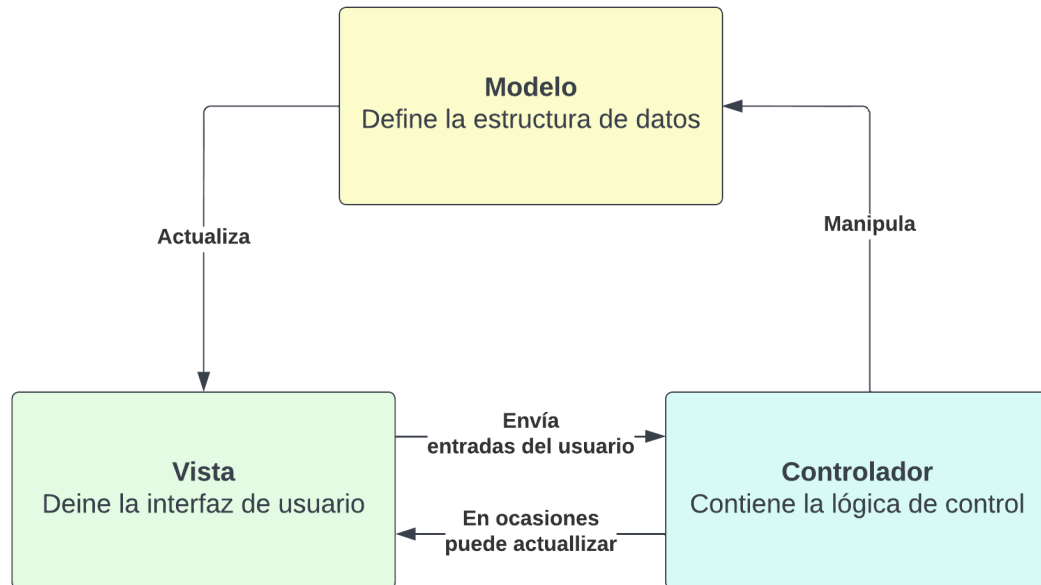 Modelo
Define la estructura de datos
Actualiza
Manipula
Envía
entradas del usuario
Vista
Deine la interfaz de usuario
Controlador
Contiene la lógica de control
En ocasiones
puede actuallizar